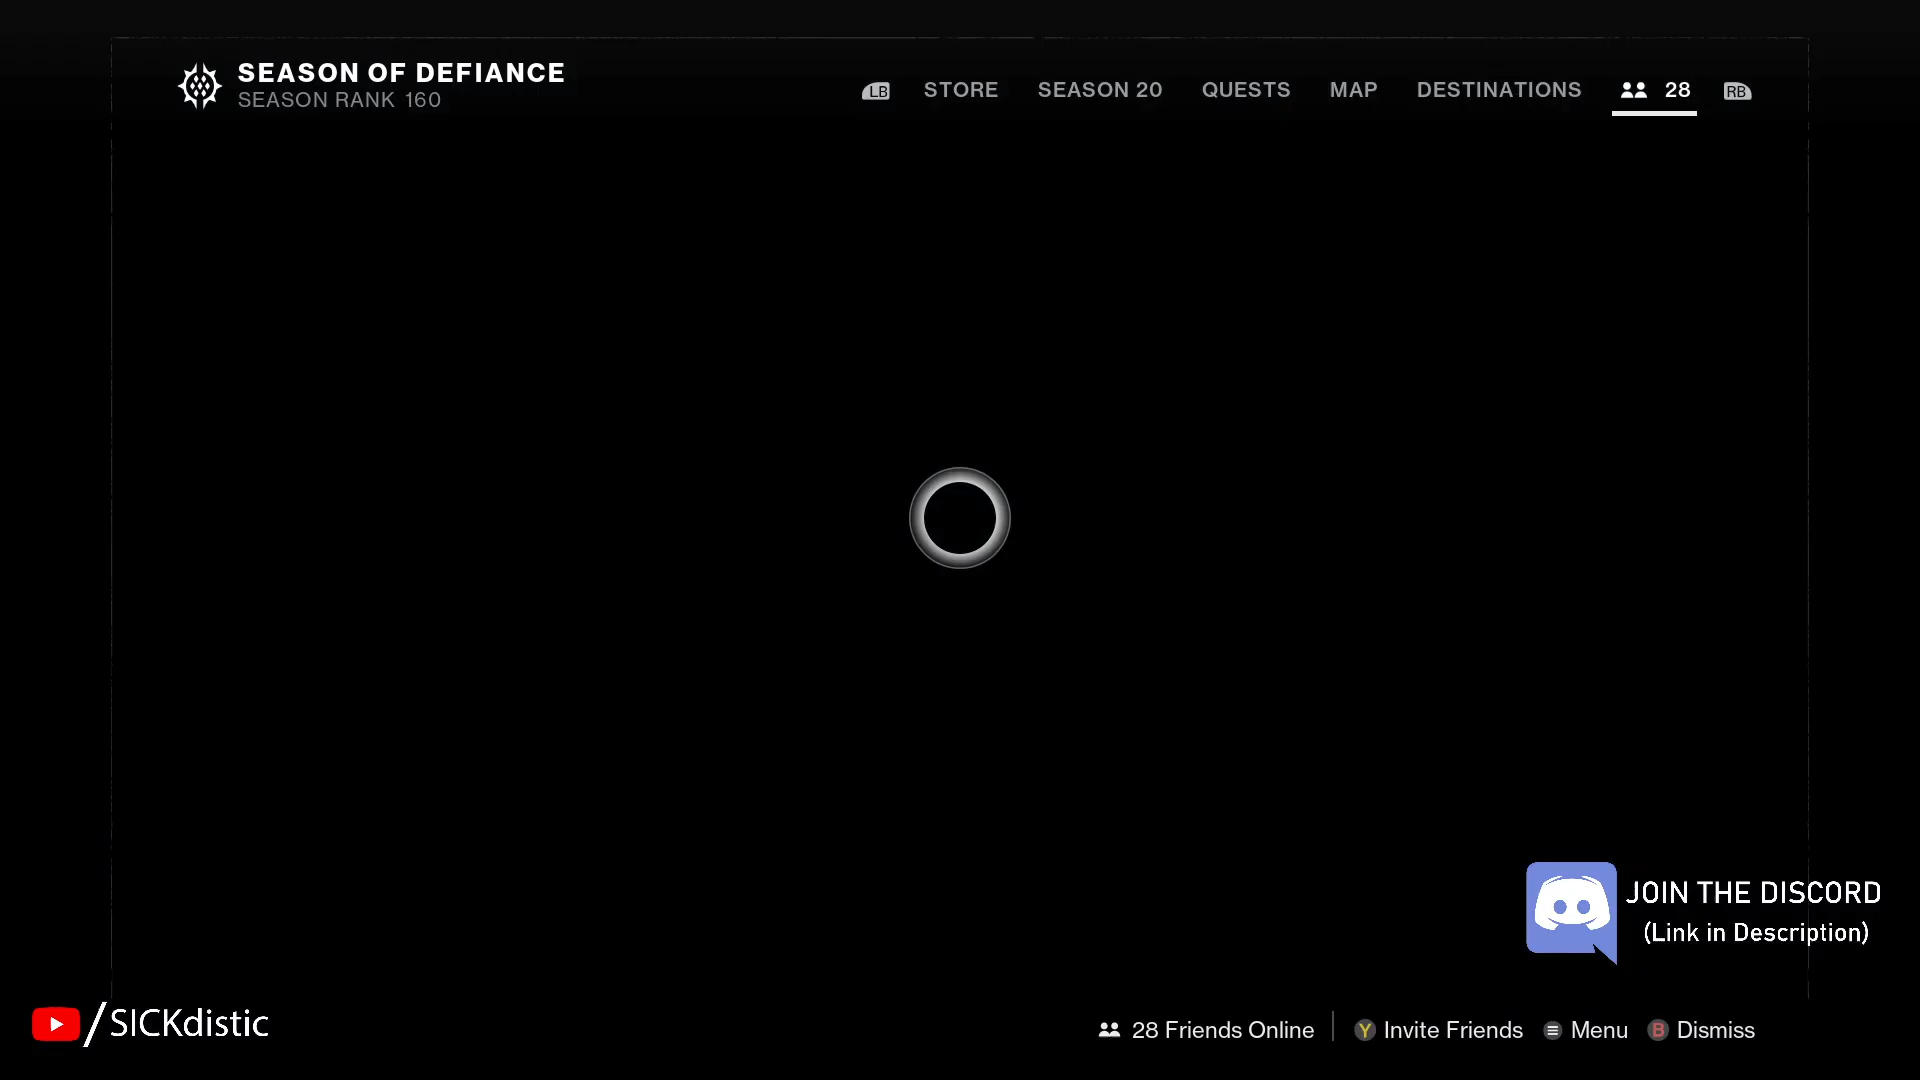 SEASON OF DEFIANCE
SEASON RANK 160
LB STORE SEASON 20 QUESTS MAP DESTINATIONS 28 RB
JOIN THE DISCORD
(Link in Description)
/SICKdistic
28 Friends Online Y Invite Friends Menu B Dismiss